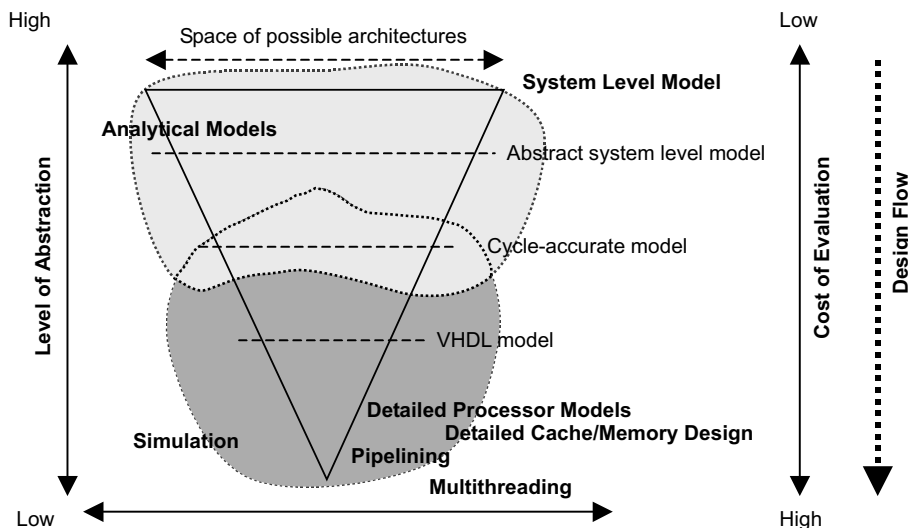 High
Low
Space of possible architectures
System Level Model
Analytical Models
Abstract system level model
Level of Abstraction
Cycle-accurate model
Cost of Evaluation
Design Flow
VHDL model
Detailed Processor Models
Simulation
Detailed Cache/Memory Design
Pipelining
Multithreading
Low
High